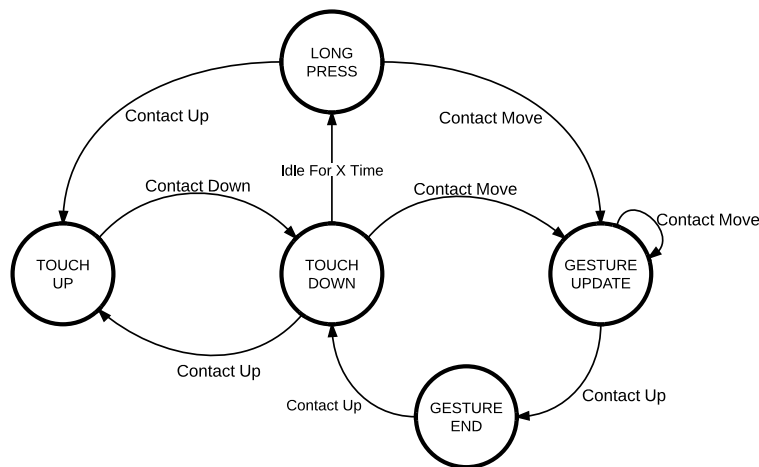 LONG
PRESS
Contact Up
Contact Move
Idle For X Time
Contact Down
Contact Move
Contact Move
TOUCH
UP
TOUCH
DOWN
GESTURE
UPDATE
Contact Up
Contact Up
Contact Up
GESTURE
END